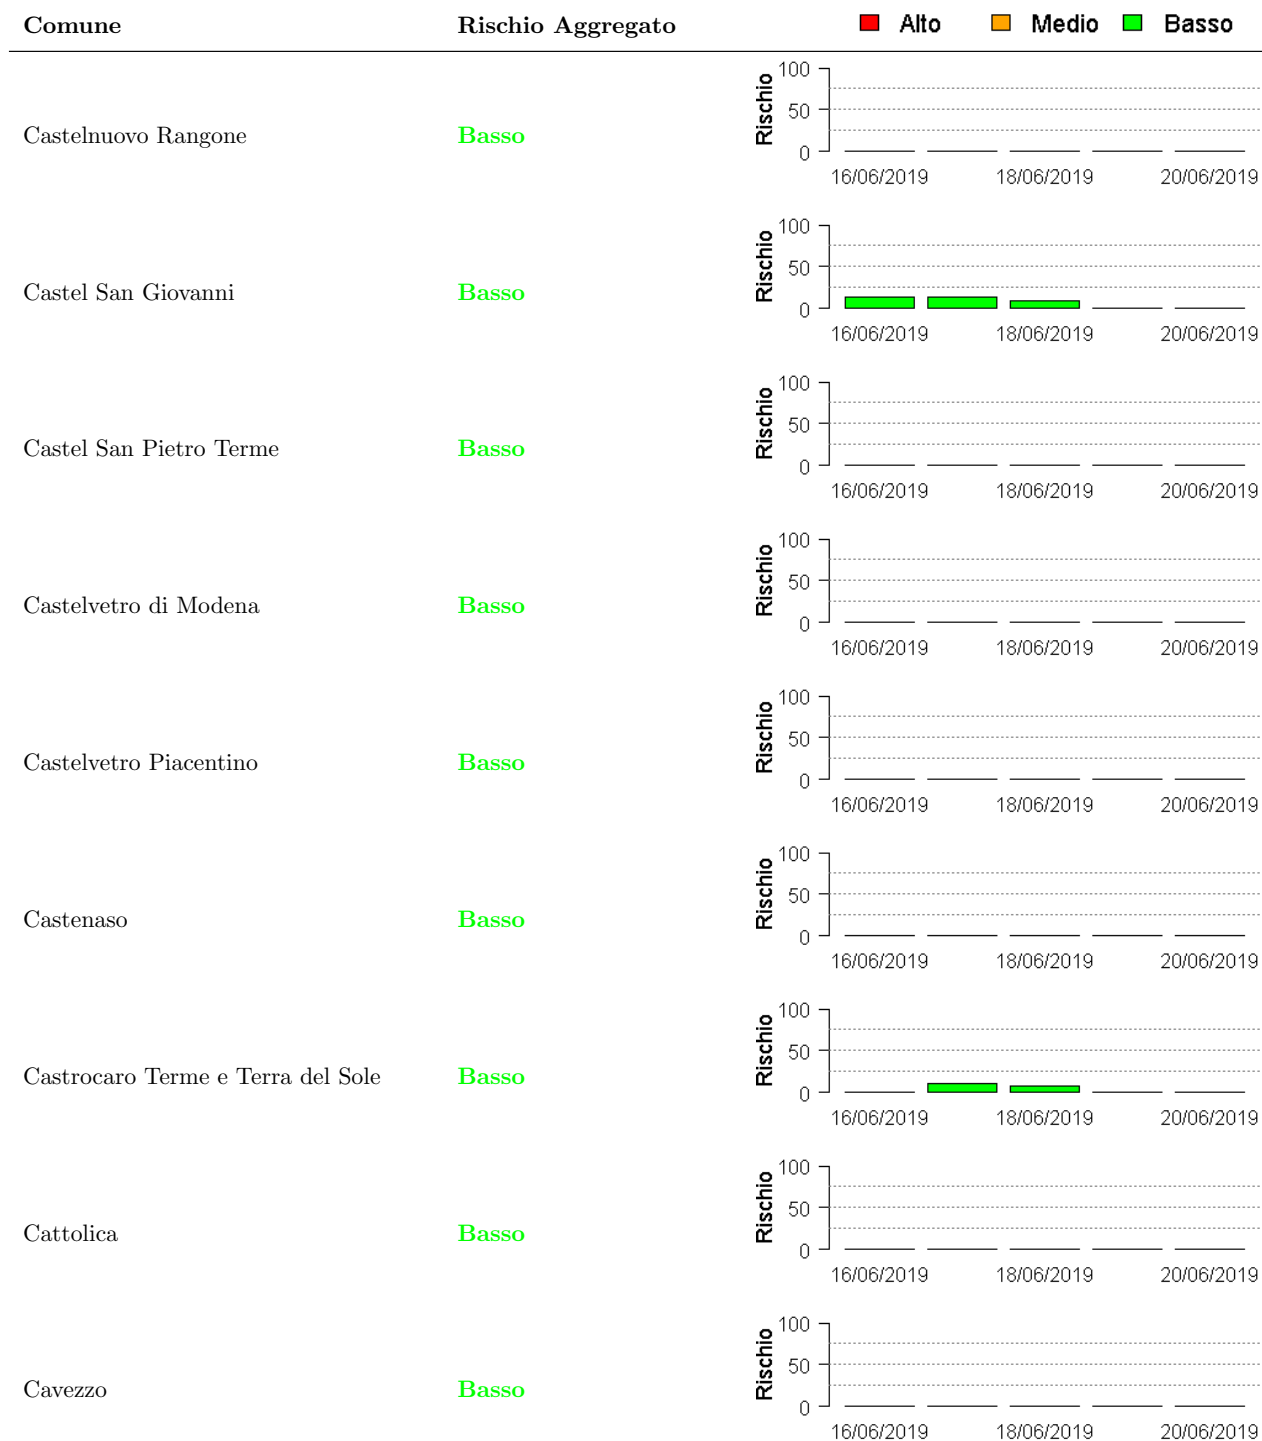 Comune Rischio Aggregato Alto Medio Basso
100
50
0
Rischio
Castelnuovo Rangone Basso
16/06/2019 18/06/2019 20/06/2019
100
50
0
Rischio
Castel San Giovanni Basso
16/06/2019 18/06/2019 20/06/2019
100
50
0
Rischio
Castel San Pietro Terme Basso
16/06/2019 18/06/2019 20/06/2019
100
50
0
Rischio
Castelvetro di Modena Basso
16/06/2019 18/06/2019 20/06/2019
100
50
0
Rischio
Castelvetro Piacentino Basso
16/06/2019 18/06/2019 20/06/2019
100
50
0
Rischio
Castenaso Basso
16/06/2019 18/06/2019 20/06/2019
100
50
0
Rischio
Castrocaro Terme e Terra del Sole Basso
16/06/2019 18/06/2019 20/06/2019
100
50
0
Rischio
Cattolica Basso
16/06/2019 18/06/2019 20/06/2019
100
50
0
Rischio
Cavezzo Basso
16/06/2019 18/06/2019 20/06/2019